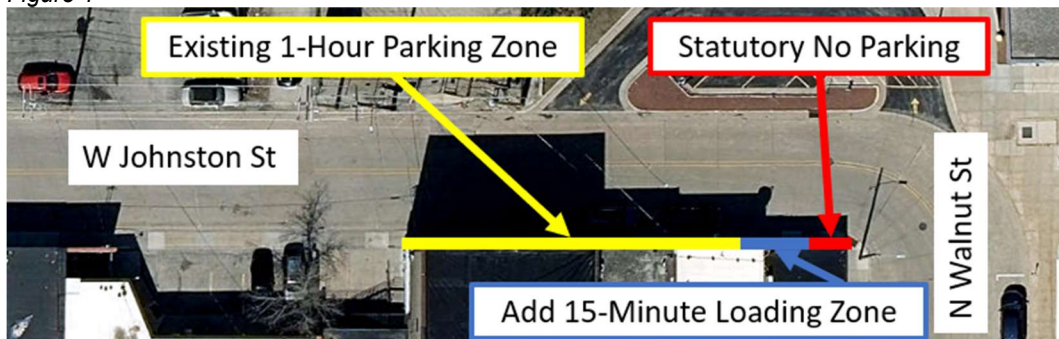 Existing 1-Hour Parking Zone
Statutory No Parking
W Johnston St
N Walnut St
Add 15-Minute Loading Zone